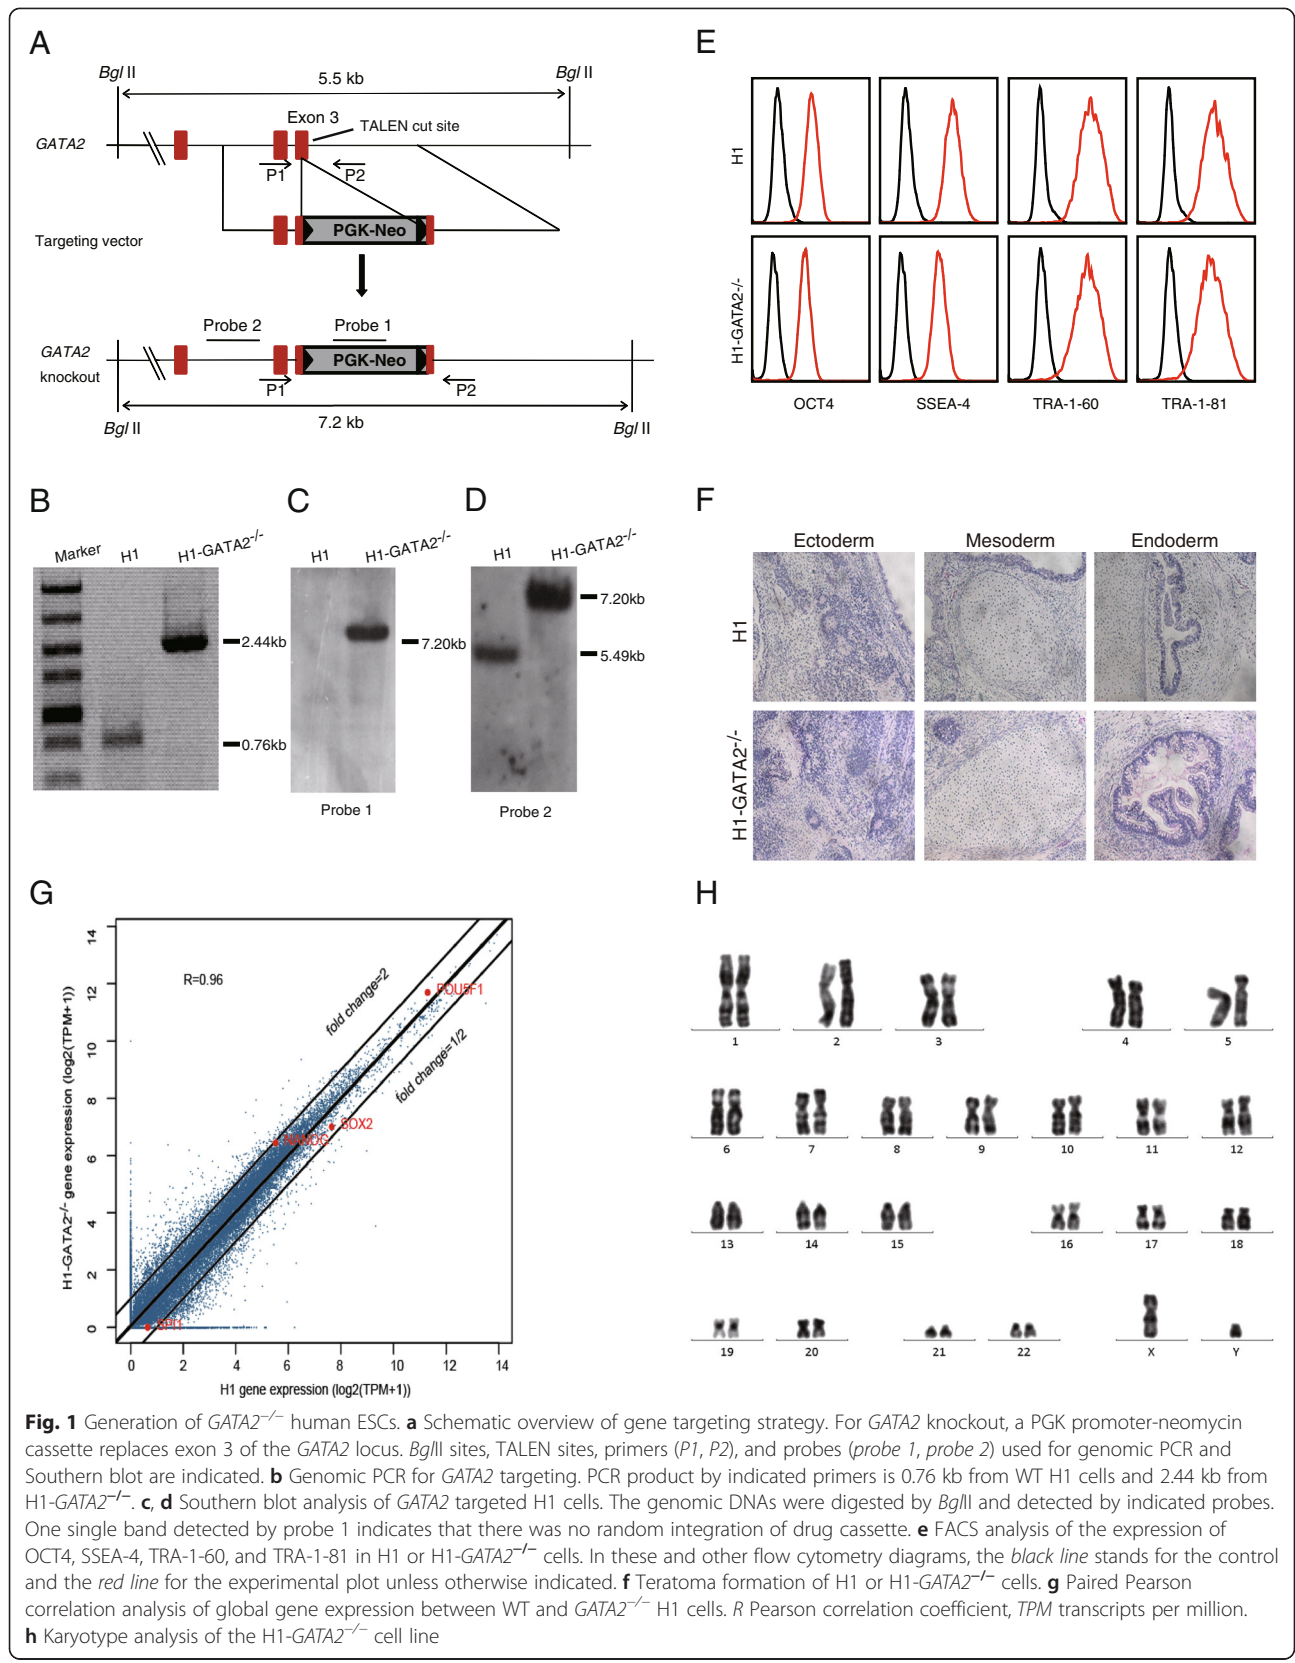 A
Bgl II
5.5 kb
Bgl II
Exon 3
TALEN cut site
GATA2
P1
P2
PGK-Neo
Targeting vector
Probe 2
Probe 1
GATA2
knockout
PGK-Neo
P1
P2
7.2 kb
Bgl II
Bgl II
E
H1
H1-GATA2-/-
OCT4
SSEA-4
TRA-1-60
TRA-1-81
B
Marker
H1
H1-GATA2-/-
2.44kb
0.76kb
C
H1
H1-GATA2-/-
7.20kb
Probe 1
D
H1
H1-GATA2-/-
7.20kb
5.49kb
Probe 2
F
Ectoderm
Mesoderm
Endoderm
H1
H1-GATA2-/-
G
H1-GATA2-/- gene expression (log2(TPM+1))
14
12
10
8
6
4
2
0
R=0.96
fold change=2
fold change=1/2
POU5F1
SOX2
NANOG
SPI1
0 2 4 6 8 10 12 14
H1 gene expression (log2(TPM+1))
H
1 2 3 4 5
6 7 8 9 10 11 12
13 14 15 16 17 18
19 20 21 22 X Y
Fig. 1 Generation of GATA2−/− human ESCs. a Schematic overview of gene targeting strategy. For GATA2 knockout, a PGK promoter-neomycin
cassette replaces exon 3 of the GATA2 locus. BglII sites, TALEN sites, primers (P1, P2), and probes (probe 1, probe 2) used for genomic PCR and
Southern blot are indicated. b Genomic PCR for GATA2 targeting. PCR product by indicated primers is 0.76 kb from WT H1 cells and 2.44 kb from
H1-GATA2−/−. c, d Southern blot analysis of GATA2 targeted H1 cells. The genomic DNAs were digested by BglII and detected by indicated probes.
One single band detected by probe 1 indicates that there was no random integration of drug cassette. e FACS analysis of the expression of
OCT4, SSEA-4, TRA-1-60, and TRA-1-81 in H1 or H1-GATA2−/− cells. In these and other flow cytometry diagrams, the black line stands for the control
and the red line for the experimental plot unless otherwise indicated. f Teratoma formation of H1 or H1-GATA2−/− cells. g Paired Pearson
correlation analysis of global gene expression between WT and GATA2−/− H1 cells. R Pearson correlation coefficient, TPM transcripts per million.
h Karyotype analysis of the H1-GATA2−/− cell line